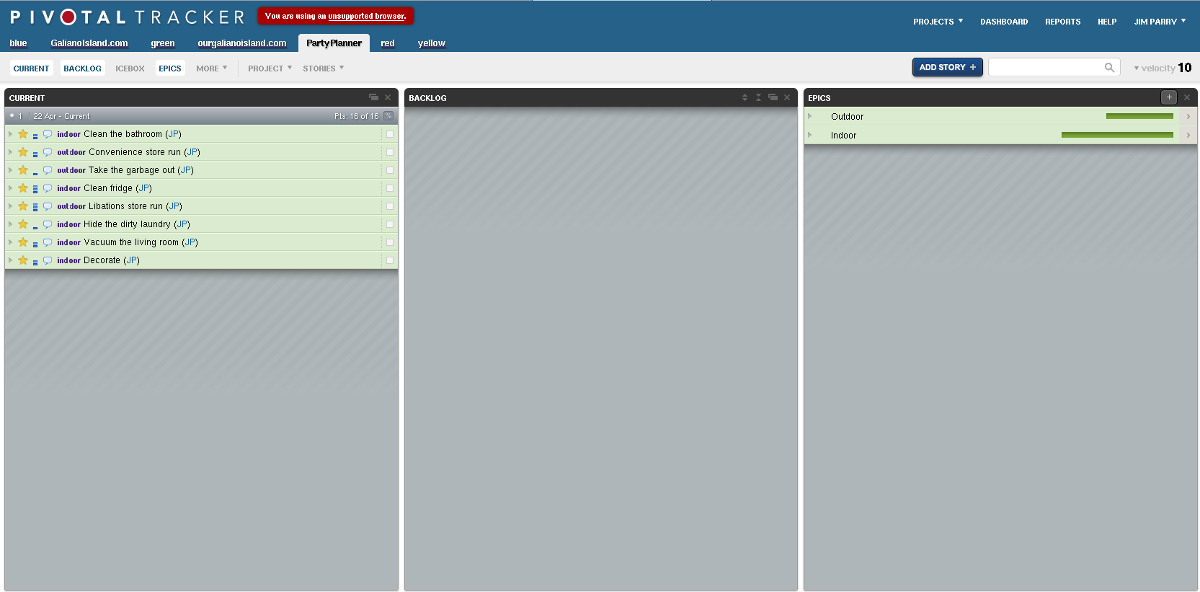 PIVOTAL TRACKER You are using an unsupported browser.
PROJECTS DASHBOARD REPORTS HELP JIM PARRY
blue GalianoIsland.com green ourgalianoisland.com PartyPlanner red yellow
CURRENT BACKLOG ICEBOX EPICS MORE PROJECT STORIES ADD STORY + velocity 10
CURRENT
1 22 Apr - Current Pts: 16 of 16
indoor Clean the bathroom (JP)
outdoor Convenience store run (JP)
outdoor Take the garbage out (JP)
indoor Clean fridge (JP)
outdoor Libations store run (JP)
indoor Hide the dirty laundry (JP)
indoor Vacuum the living room (JP)
indoor Decorate (JP)
BACKLOG
EPICS
Outdoor
Indoor